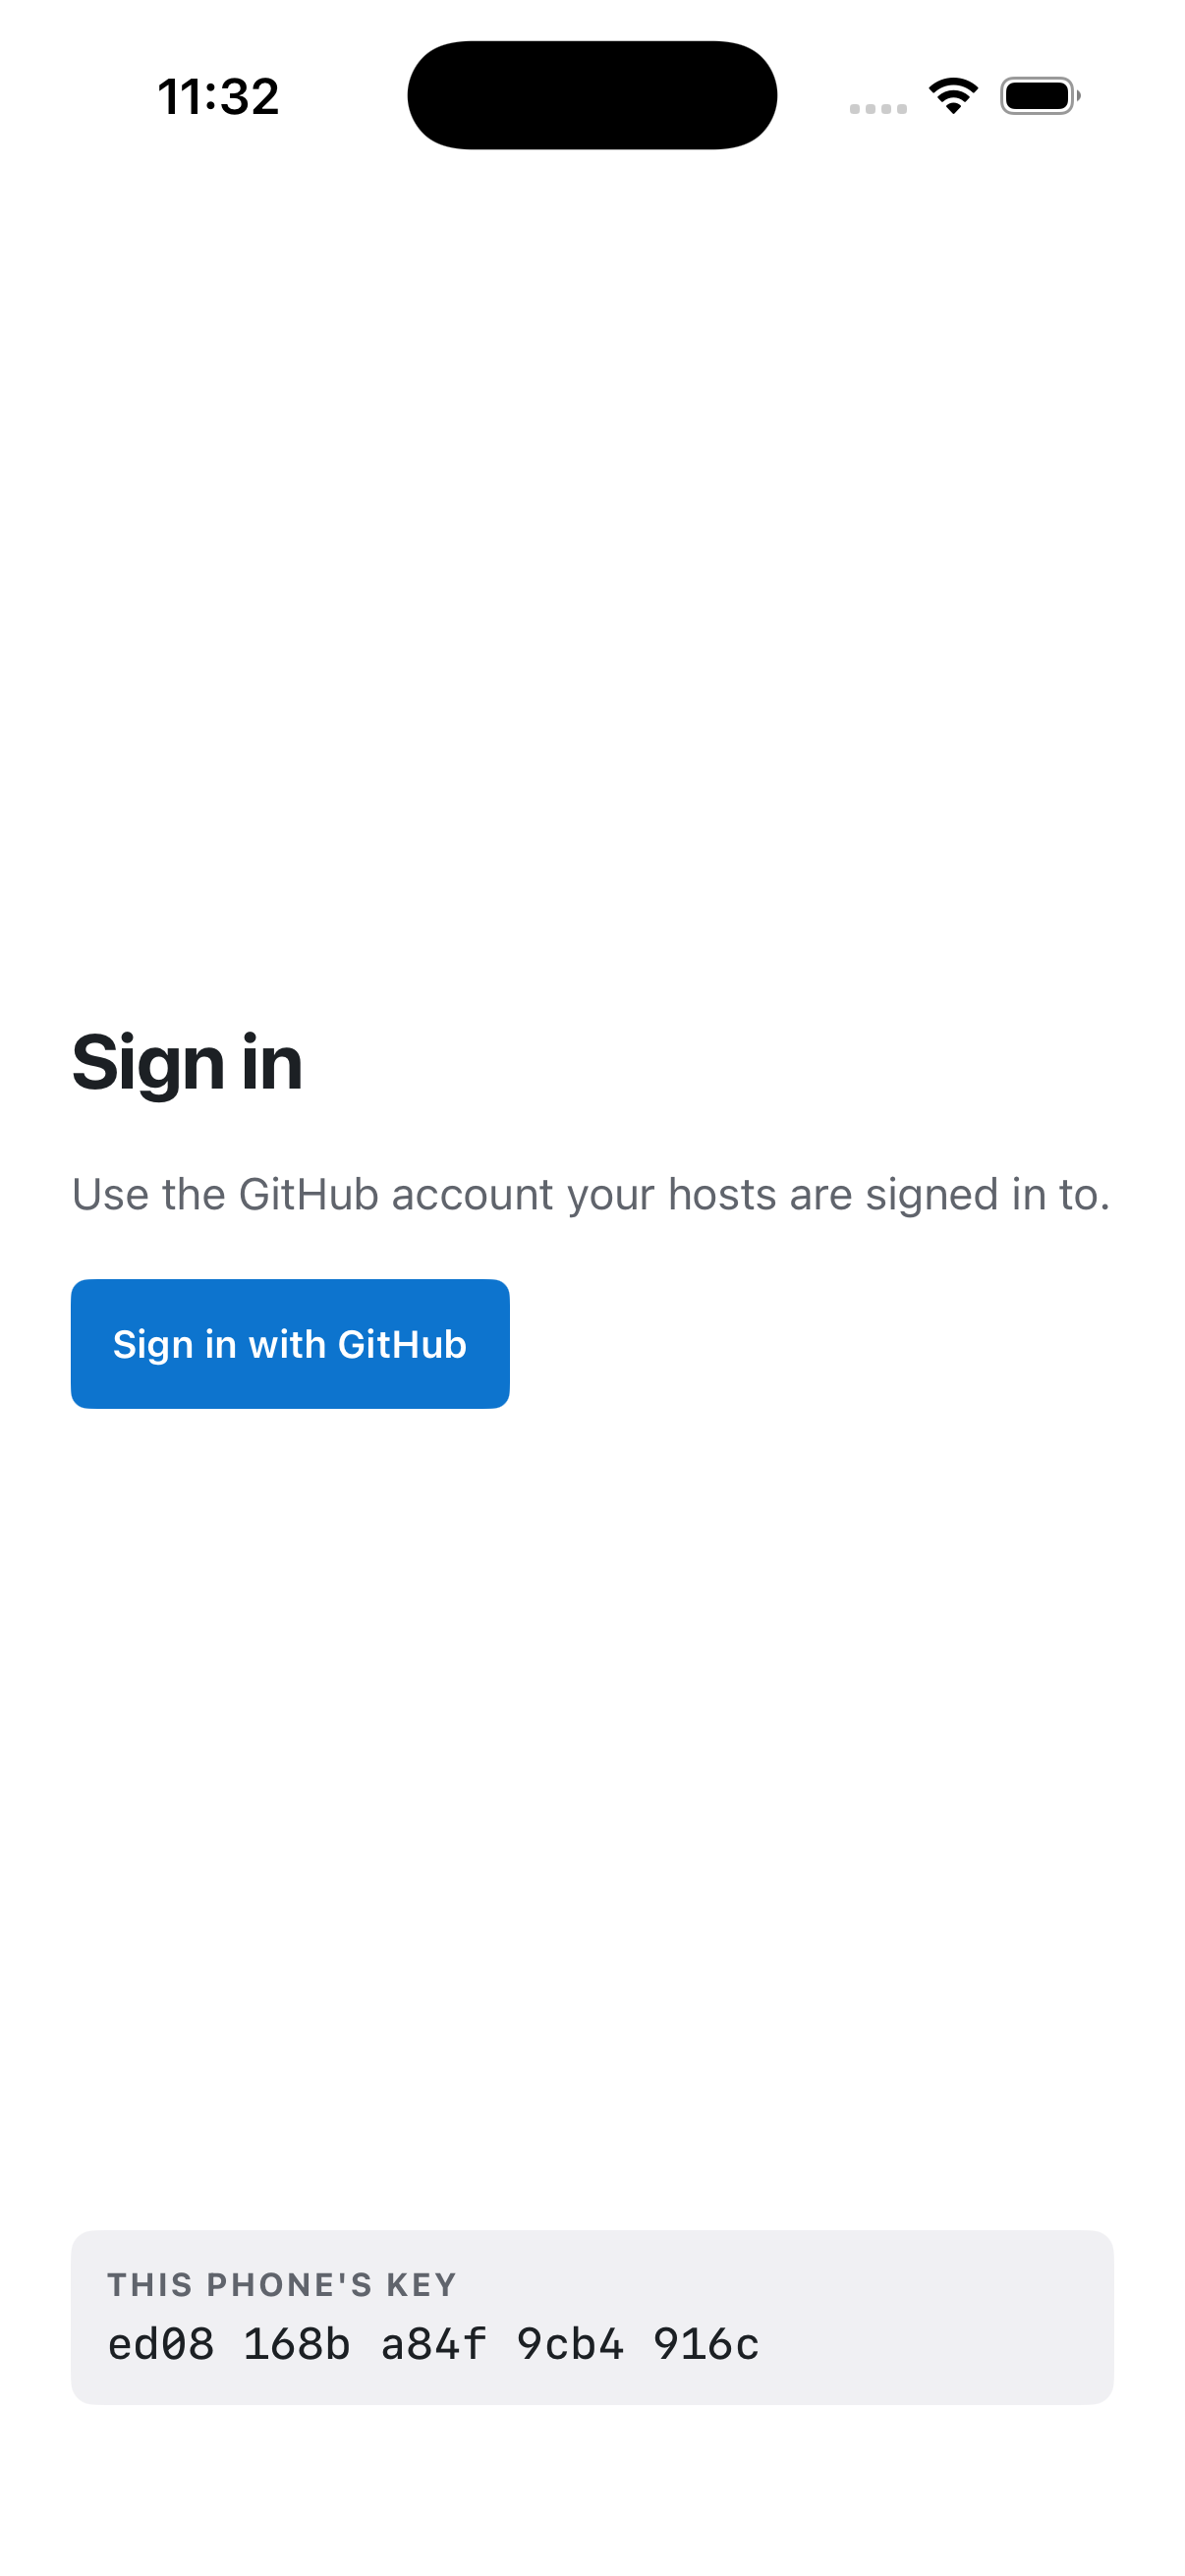 11:32
Sign in
Use the GitHub account your hosts are signed in to.
Sign in with GitHub
THIS PHONE'S KEY
ed08 168b a84f 9cb4 916c